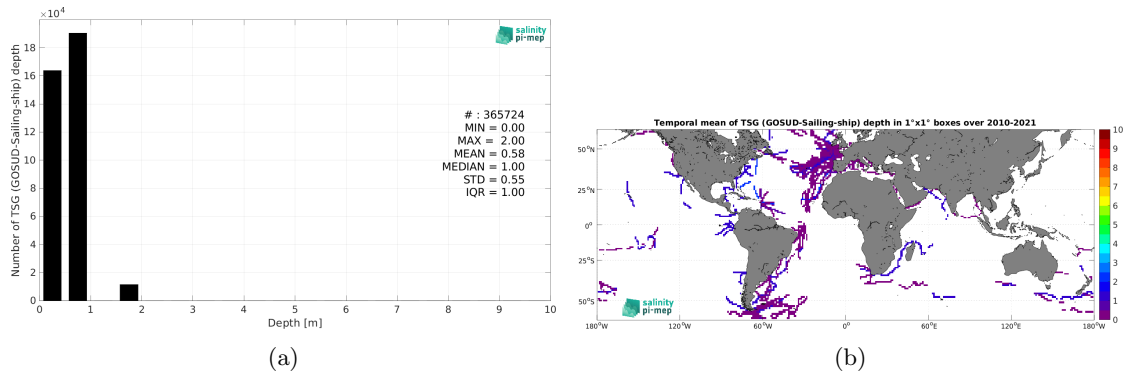 ×10⁴
18
16
14
12
10
8
6
4
2
0
Number of TSG (GOSUD-Sailing-ship) depth
salinity
pi-mep
# : 365724
MIN = 0.00
MAX = 2.00
MEAN = 0.58
MEDIAN = 1.00
STD = 0.55
IQR = 1.00
0 1 2 3 4 5 6 7 8 9 10
Depth [m]
(a)
Temporal mean of TSG (GOSUD-Sailing-ship) depth in 1°x1° boxes over 2010-2021
50°N
25°N
0°
25°S
50°S
salinity
pi-mep
180°W 120°W 60°W 0° 60°E 120°E 180°W
10
9
8
7
6
5
4
3
2
1
0
(b)